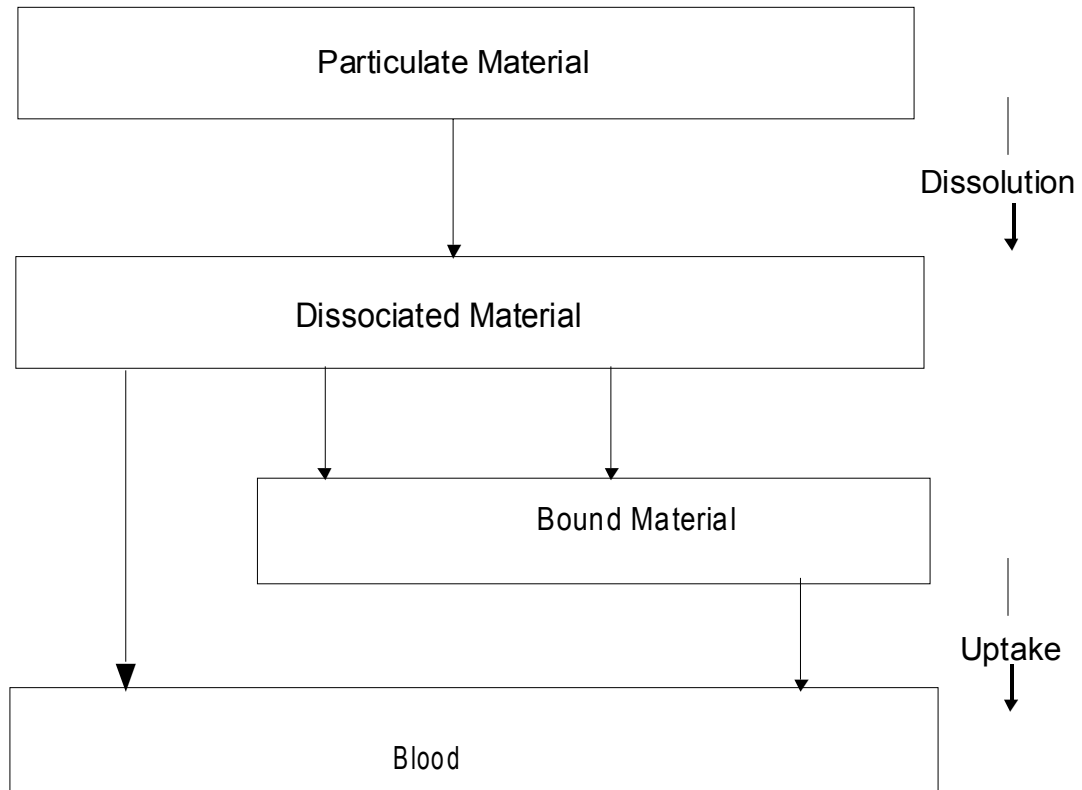 Particulate Material
Dissolution
Dissociated Material
Bound Material
Uptake
Blood